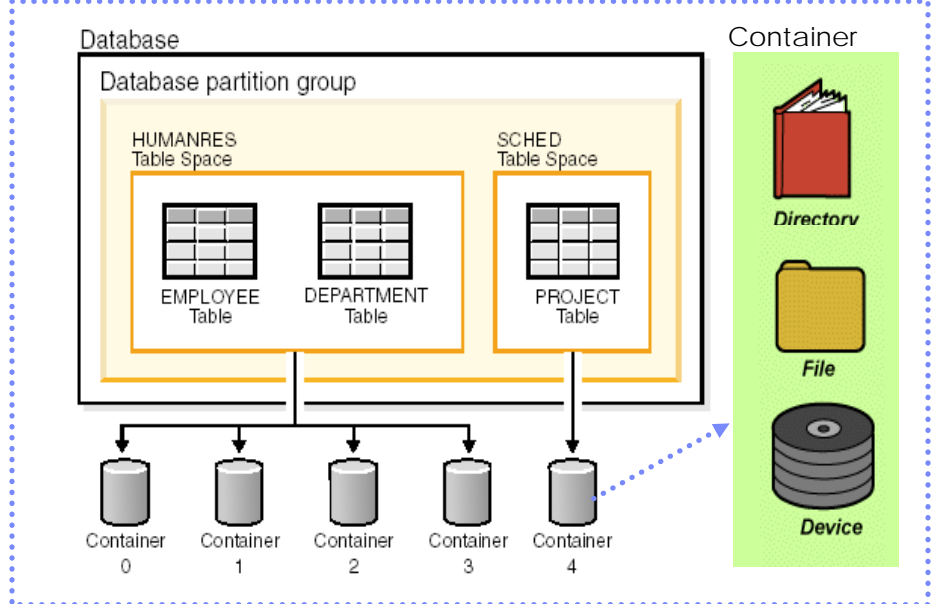 Database
Container
Database partition group
HUMANRES
Table Space
SCHED
Table Space
EMPLOYEE
Table
DEPARTMENT
Table
PROJECT
Table
Container
0
Container
1
Container
2
Container
3
Container
4
Directory
File
Device